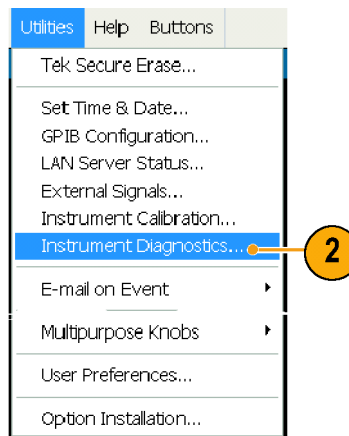 Utilities Help Buttons
Tek Secure Erase...
Set Time & Date...
GPIB Configuration...
LAN Server Status...
External Signals...
Instrument Calibration...
Instrument Diagnostics... 2
E-mail on Event
Multipurpose Knobs
User Preferences...
Option Installation...